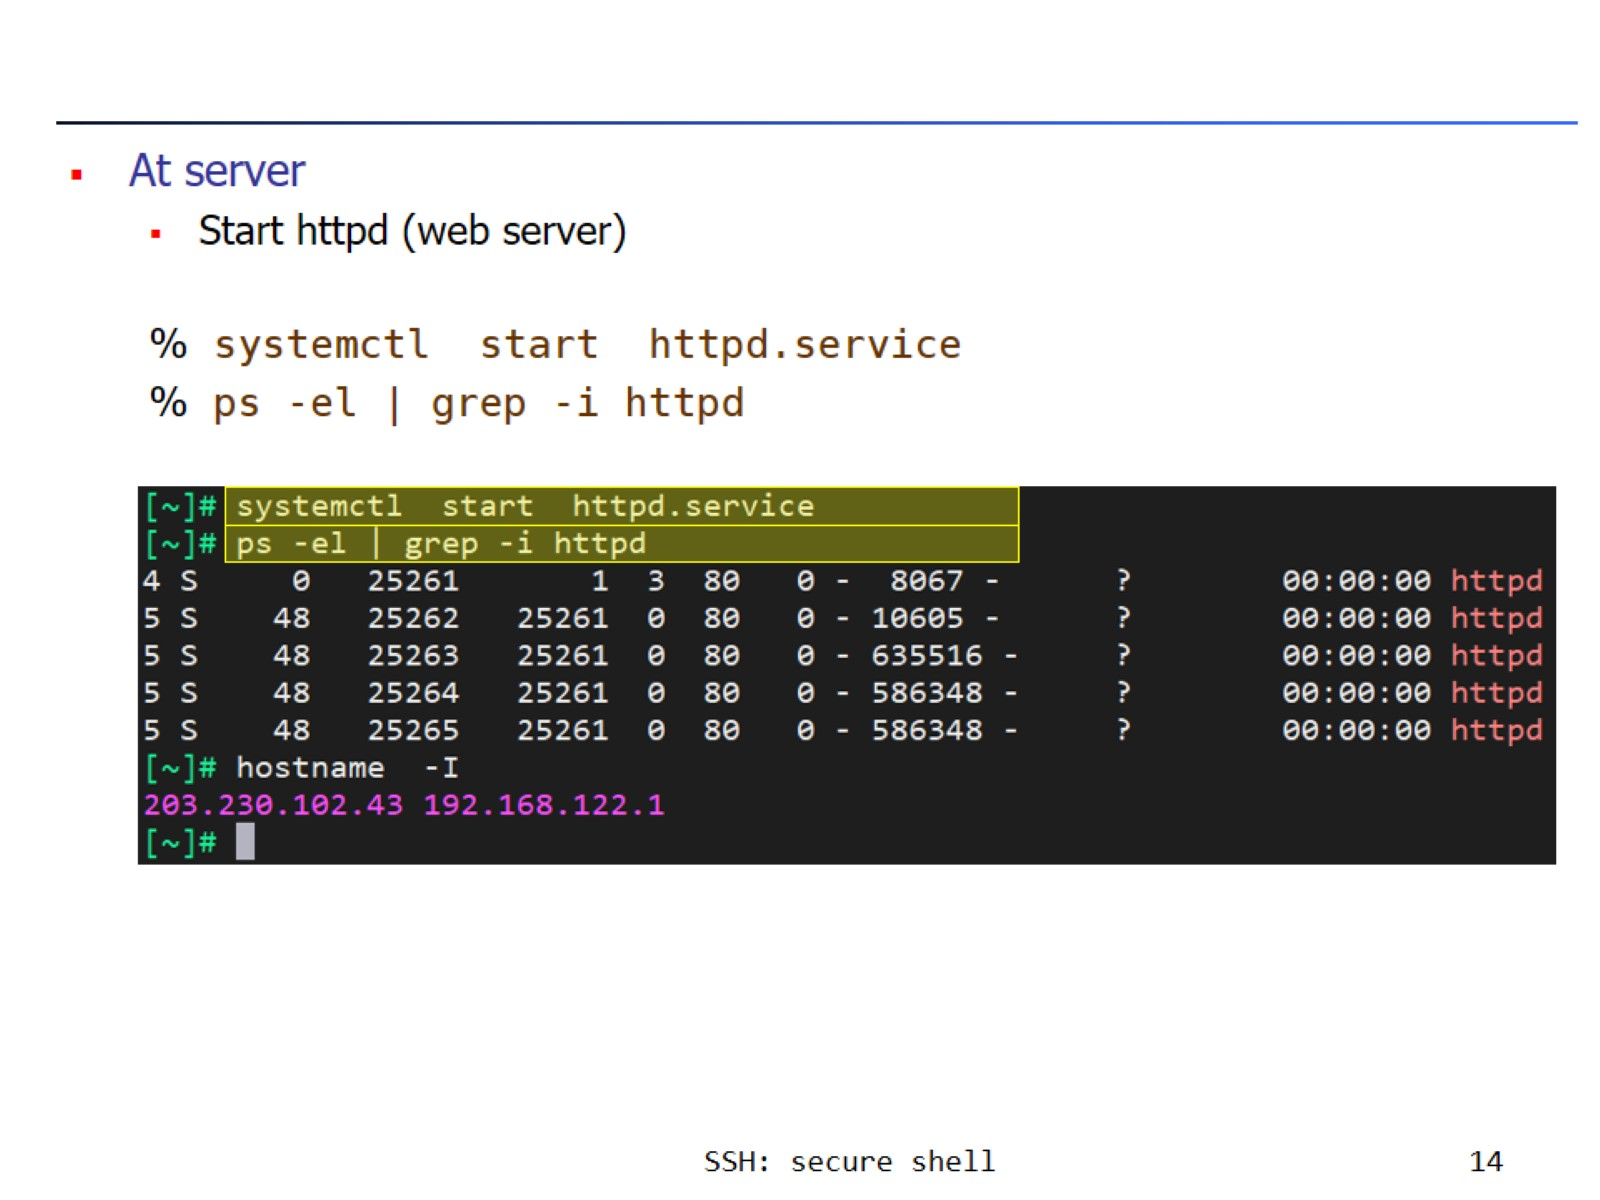 At server
Start httpd (web server)
% systemctl  start  httpd.service
% ps -el | grep -i httpd
[~]# systemctl  start  httpd.service
[~]# ps -el | grep -i httpd
4 S     0   25261       1  3  80   0 -  8067 -      ?        00:00:00 httpd
5 S    48   25262   25261  0  80   0 - 10605 -      ?        00:00:00 httpd
5 S    48   25263   25261  0  80   0 - 635516 -     ?        00:00:00 httpd
5 S    48   25264   25261  0  80   0 - 586348 -     ?        00:00:00 httpd
5 S    48   25265   25261  0  80   0 - 586348 -     ?        00:00:00 httpd
[~]# hostname  -I
203.230.102.43 192.168.122.1
[~]#
SSH: secure shell
14